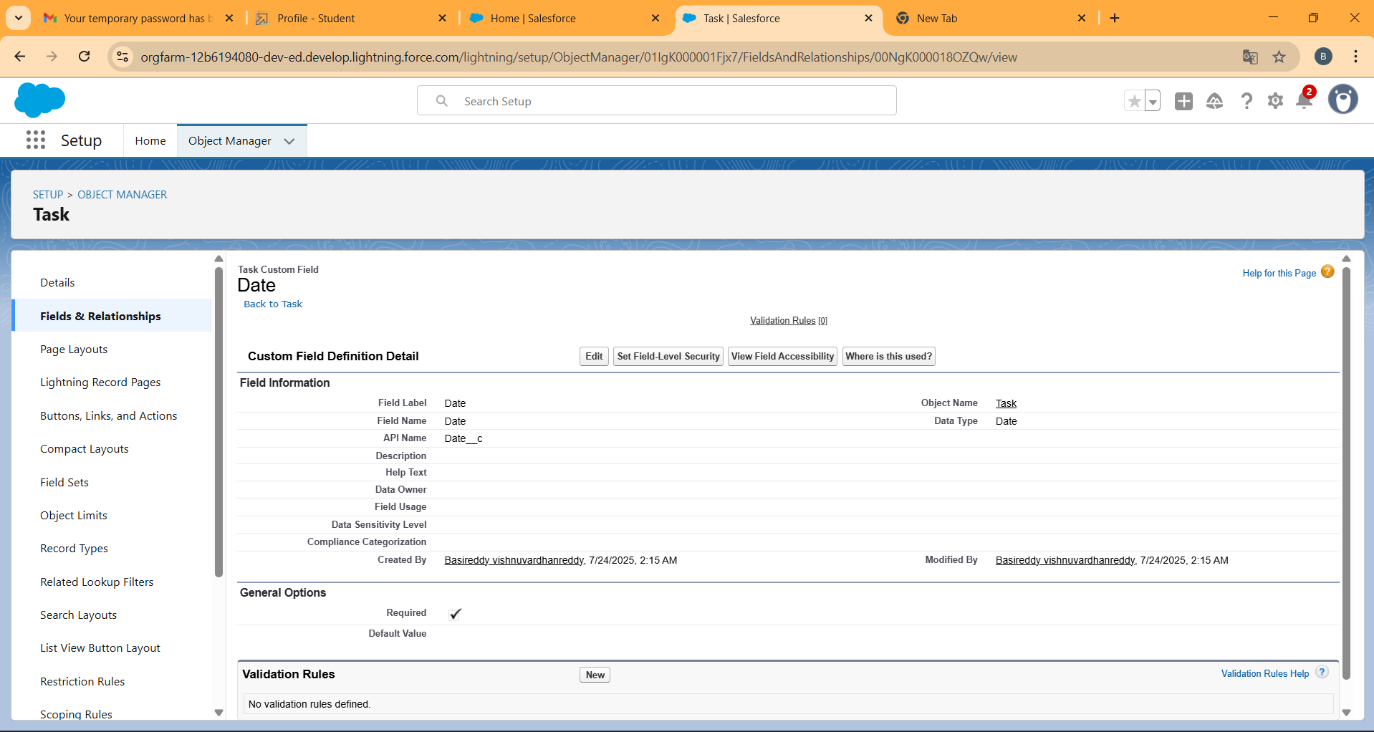 Your temporary password has b
Profile - Student
Home | Salesforce
Task | Salesforce
New Tab
orgfarm-12b6194080-dev-ed.develop.lightning.force.com/lightning/setup/ObjectManager/01IgK000001Fjx7/FieldsAndRelationships/00NgK000018OZQw/view
B
Search Setup
2
Setup
Home
Object Manager
SETUP > OBJECT MANAGER
Task
Details
Fields & Relationships
Page Layouts
Lightning Record Pages
Buttons, Links, and Actions
Compact Layouts
Field Sets
Object Limits
Record Types
Related Lookup Filters
Search Layouts
List View Button Layout
Restriction Rules
Scoping Rules
Task Custom Field
Date
Back to Task
Help for this Page ?
Validation Rules [0]
Custom Field Definition Detail
Edit
Set Field-Level Security
View Field Accessibility
Where is this used?
Field Information
Field Label Date Object Name Task
Field Name Date Data Type Date
API Name Date__c
Description
Help Text
Data Owner
Field Usage
Data Sensitivity Level
Compliance Categorization
Created By Basireddy vishnuvardhanreddy, 7/24/2025, 2:15 AM Modified By Basireddy vishnuvardhanreddy, 7/24/2025, 2:15 AM
General Options
Required ✓
Default Value
Validation Rules New Validation Rules Help ?
No validation rules defined.